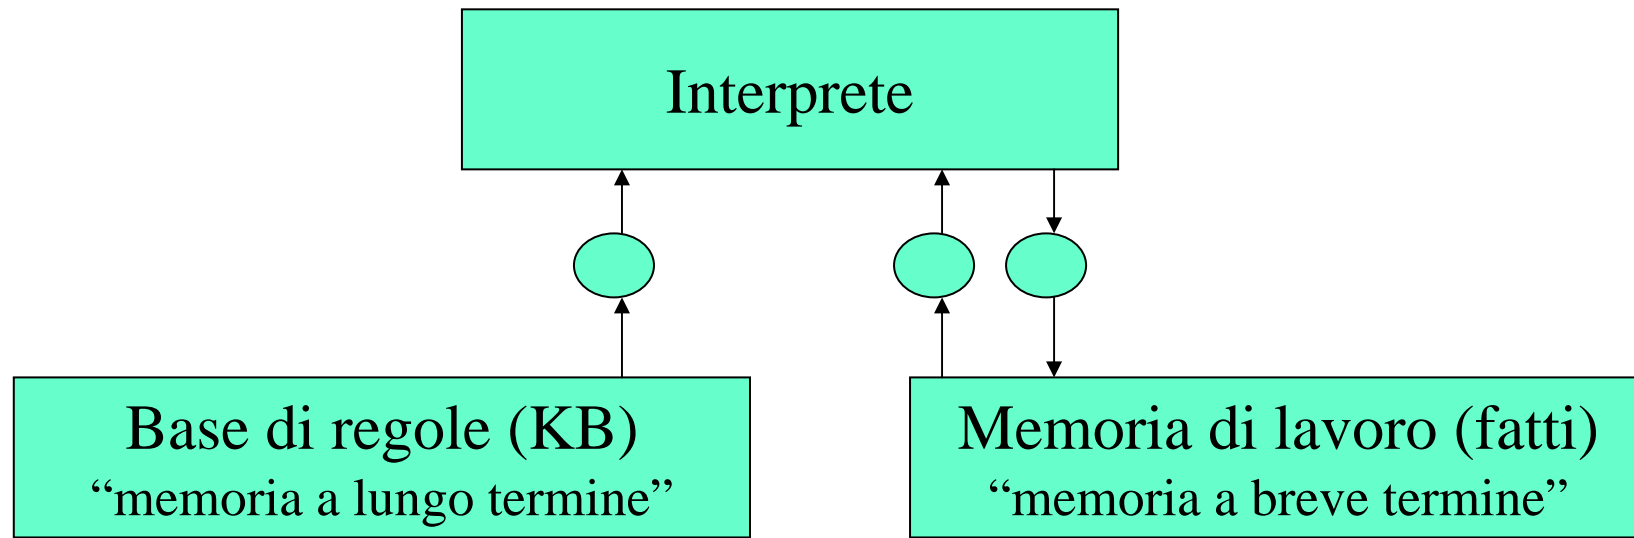 Interprete
Base di regole (KB)
“memoria a lungo termine”
Memoria di lavoro (fatti)
“memoria a breve termine”